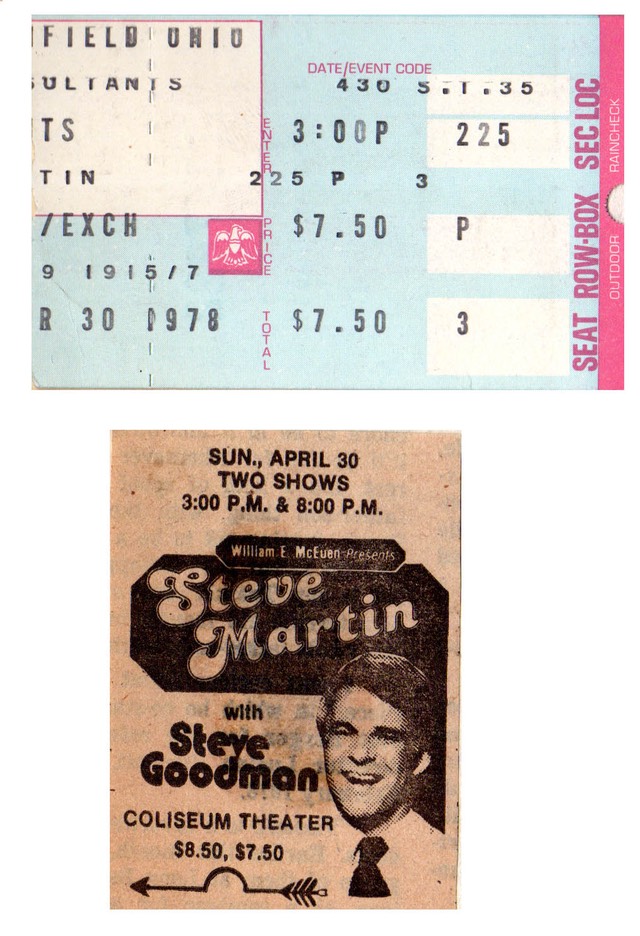 FIELD OHIO
SULTANTS
TS
TIN
/EXCH
9 1915/7
R 30 1978
DATE/EVENT CODE
430 S.T.35
ENTER
3:00P
225
225 P 3
PRICE
$7.50
P
TOTAL
$7.50
3
SEAT ROW-BOX SEC LOC
OUTDOOR RAINCHECK
SUN., APRIL 30
TWO SHOWS
3:00 P.M. & 8:00 P.M.
William E. McEuen Presents
Steve
Martin
with
Steve
Goodman
COLISEUM THEATER
$8.50, $7.50